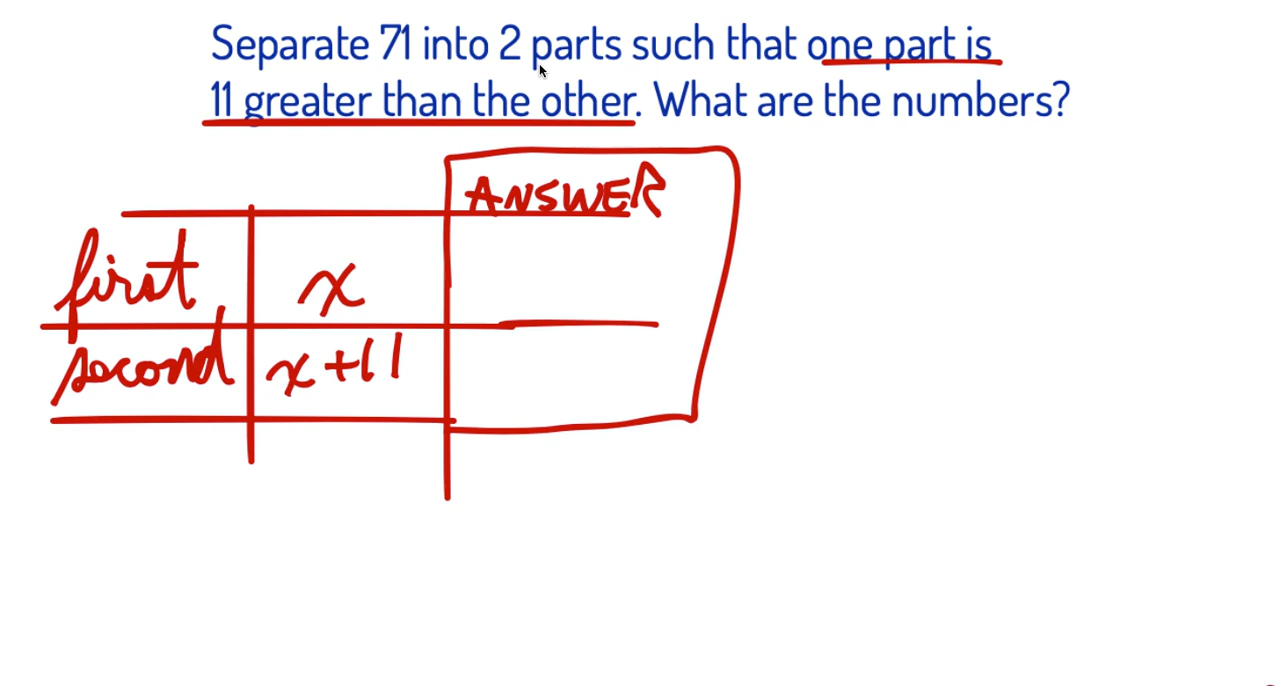 Separate 71 into 2 parts such that one part is
11 greater than the other. What are the numbers?
ANSWER
first x
second x+11